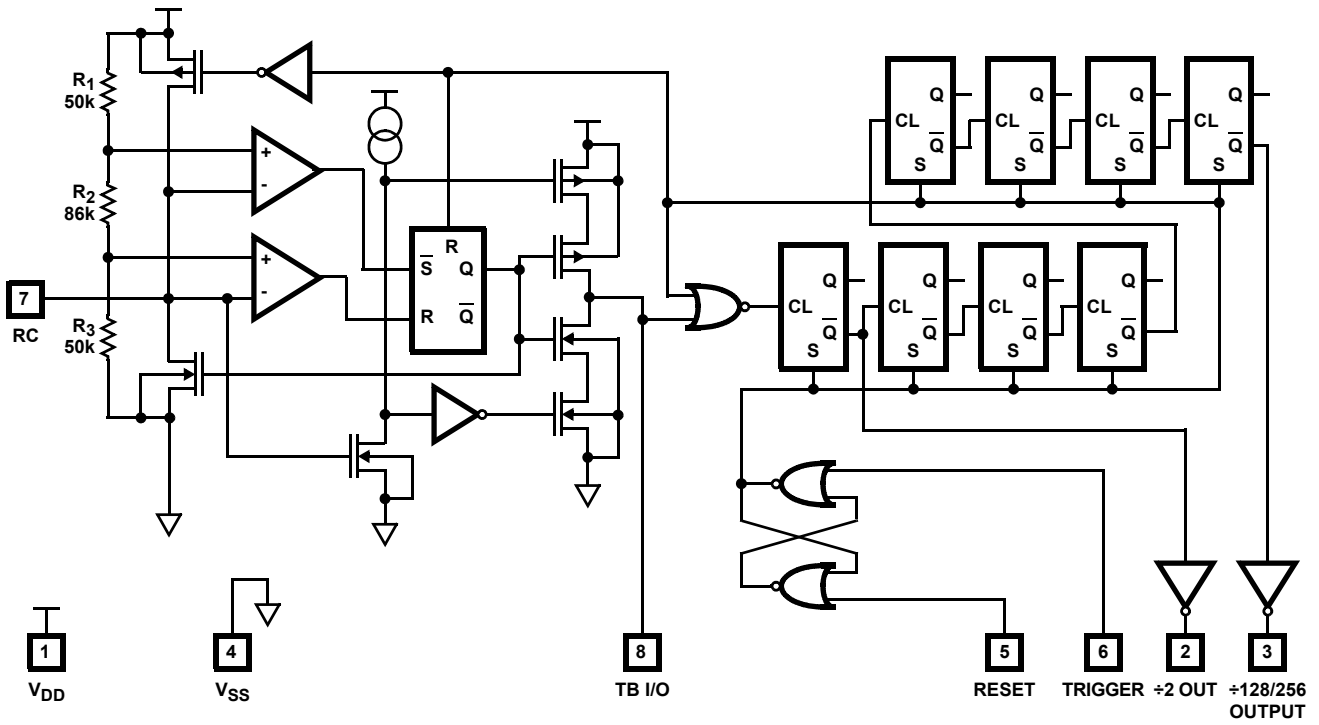 R1
50k
R2
86k
R3
50k
+
-
+
-
7
RC
R
S̅
Q
R
Q̅
Q
CL
Q̅
S
Q
CL
Q̅
S
Q
CL
Q̅
S
Q
CL
Q̅
S
Q
CL
Q̅
S
Q
CL
Q̅
S
Q
CL
Q̅
S
Q
CL
Q̅
S
1
VDD
4
VSS
8
TB I/O
5
RESET
6
TRIGGER
2
÷2 OUT
3
÷128/256
OUTPUT